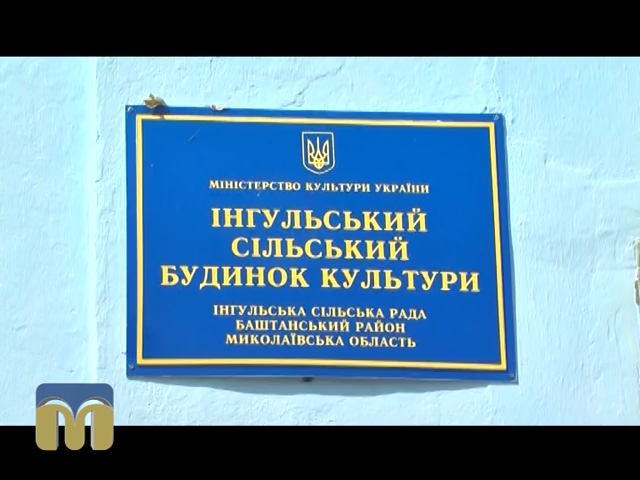 МІНІСТЕРСТВО КУЛЬТУРИ УКРАЇНИ
ІНГУЛЬСЬКИЙ
СІЛЬСЬКИЙ
БУДИНОК КУЛЬТУРИ
ІНГУЛЬСЬКА СІЛЬСЬКА РАДА
БАШТАНСЬКИЙ РАЙОН
МИКОЛАЇВСЬКА ОБЛАСТЬ
М